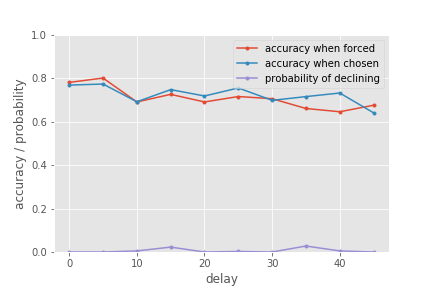 accuracy when forced
accuracy when chosen
probability of declining
1.0
0.8
0.6
0.4
0.2
0.0
accuracy / probability
0 10 20 30 40
delay